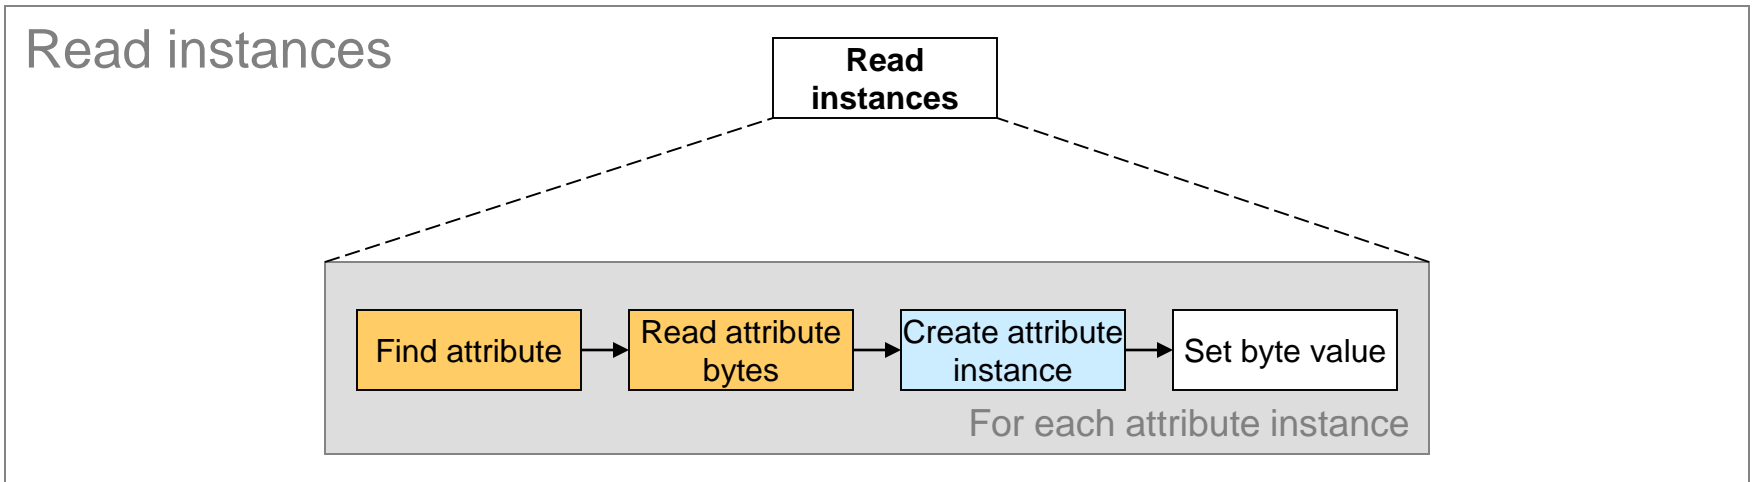 Read instances
Read
instances
Find attribute
Read attribute
bytes
Create attribute
instance
Set byte value
For each attribute instance